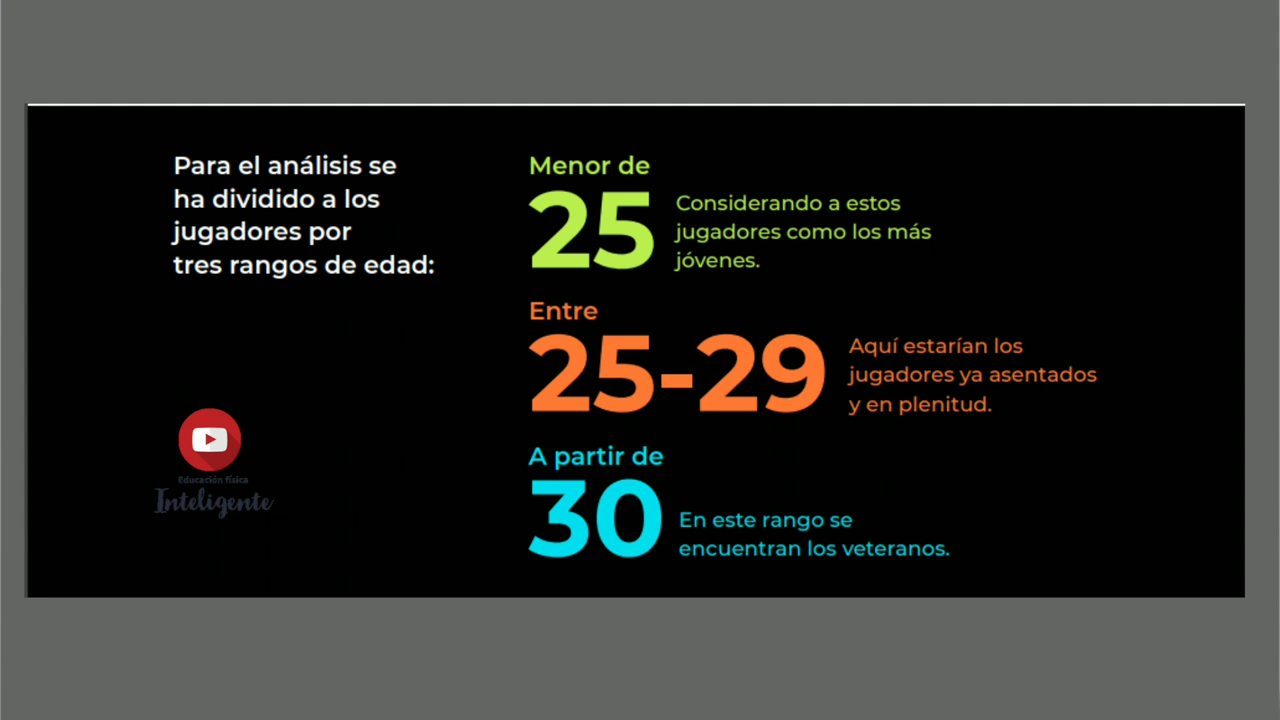 Para el análisis se
ha dividido a los
jugadores por
tres rangos de edad:
Menor de
25
Considerando a estos
jugadores como los más
jóvenes.
Entre
25-29
Aquí estarían los
jugadores ya asentados
y en plenitud.
A partir de
30
En este rango se
encuentran los veteranos.
Educación física
Inteligente